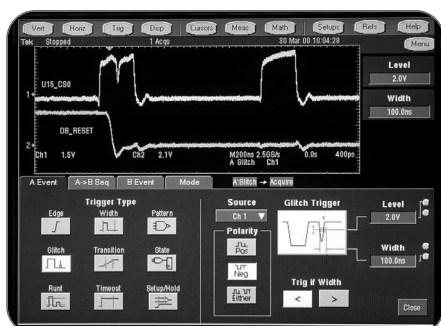 Vert Horiz Trig Disp Cursors Meas Math Setups Refs Help
Tek Stopped 1 Acqs 30 Mar 00 10:04:28 Menu
Level
2.0V
Width
100.0ns
U15_CS0
1
DB_RESET
2
Ch1 1.5V Ch2 2.1V M200ns 2.5GS/s 0.0s 400ps
A Glitch Ch1
A Event A->B Seq B Event Mode A:Glitch → Acquire
Trigger Type
Edge Width Pattern
Glitch Transition State
Runt Timeout Setup/Hold
Source
Ch 1
Polarity
Pos
Neg
Either
Glitch Trigger
Level
2.0V
Width
100.0ns
Trig if Width
< >
Close